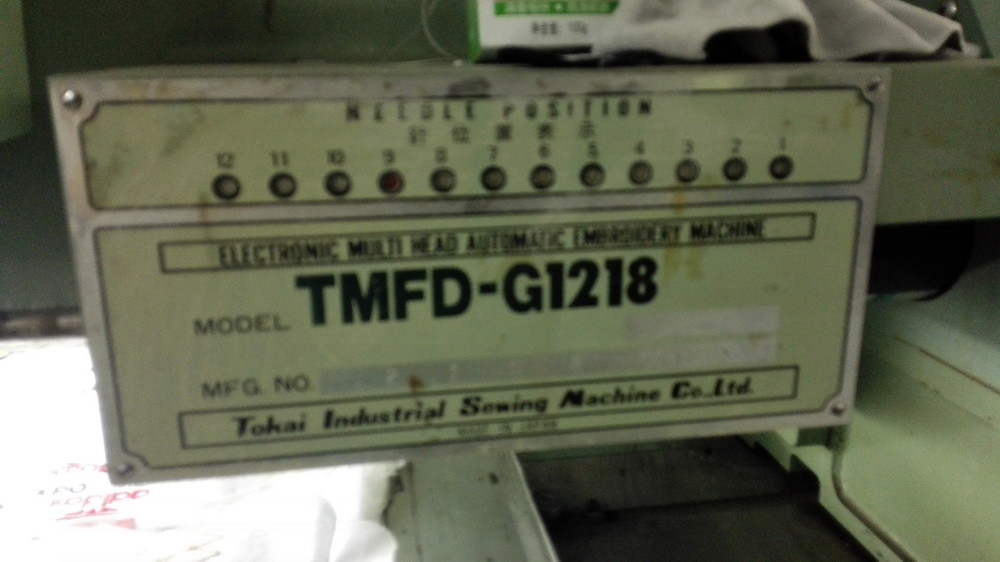 NEEDLE POSITION
針位置表示
12 11 10 9 8 7 6 5 4 3 2 1
ELECTRONIC MULTI HEAD AUTOMATIC EMBROIDERY MACHINE
MODEL TMFD-G1218
MFG. NO.
Tokai Industrial Sewing Machine Co.,Ltd.
MADE IN JAPAN